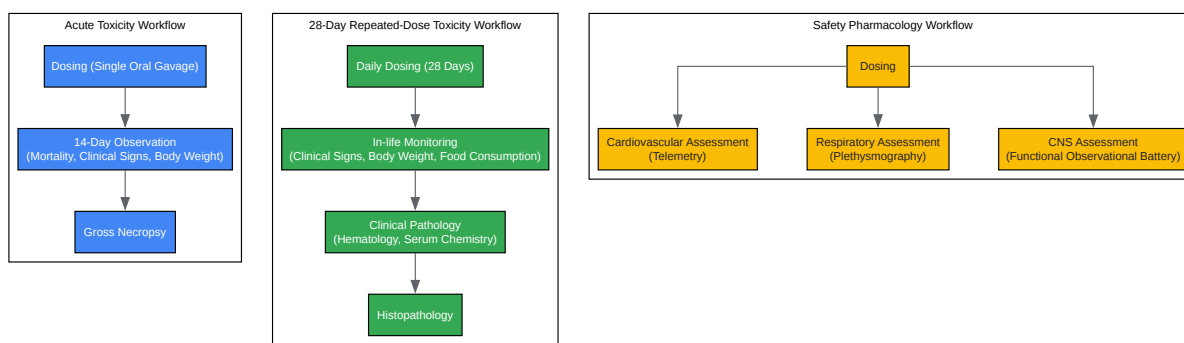 Acute Toxicity Workflow
Dosing (Single Oral Gavage)
14-Day Observation
(Mortality, Clinical Signs, Body Weight)
Gross Necropsy
28-Day Repeated-Dose Toxicity Workflow
Daily Dosing (28 Days)
In-life Monitoring
(Clinical Signs, Body Weight, Food Consumption)
Clinical Pathology
(Hematology, Serum Chemistry)
Histopathology
Safety Pharmacology Workflow
Dosing
Cardiovascular Assessment
(Telemetry)
Respiratory Assessment
(Plethysmography)
CNS Assessment
(Functional Observational Battery)